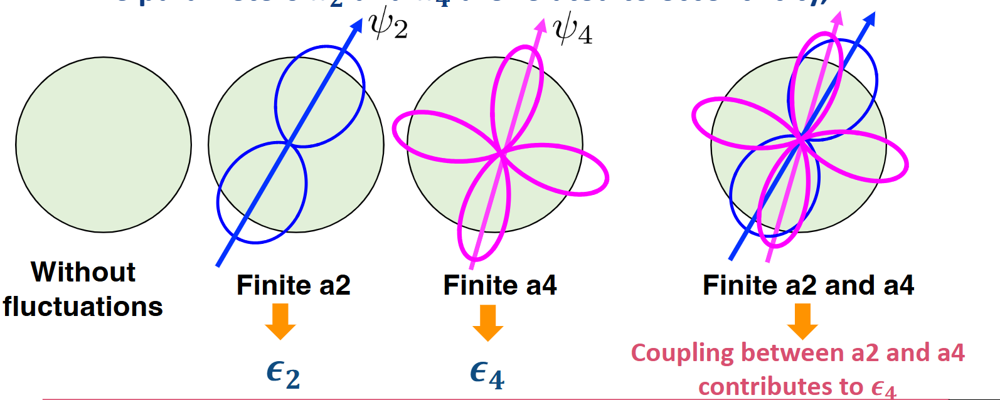 ψ₂
ψ₄
Without
fluctuations
Finite a2
Finite a4
Finite a2 and a4
ϵ₂
ϵ₄
Coupling between a2 and a4
contributes to ϵ₄